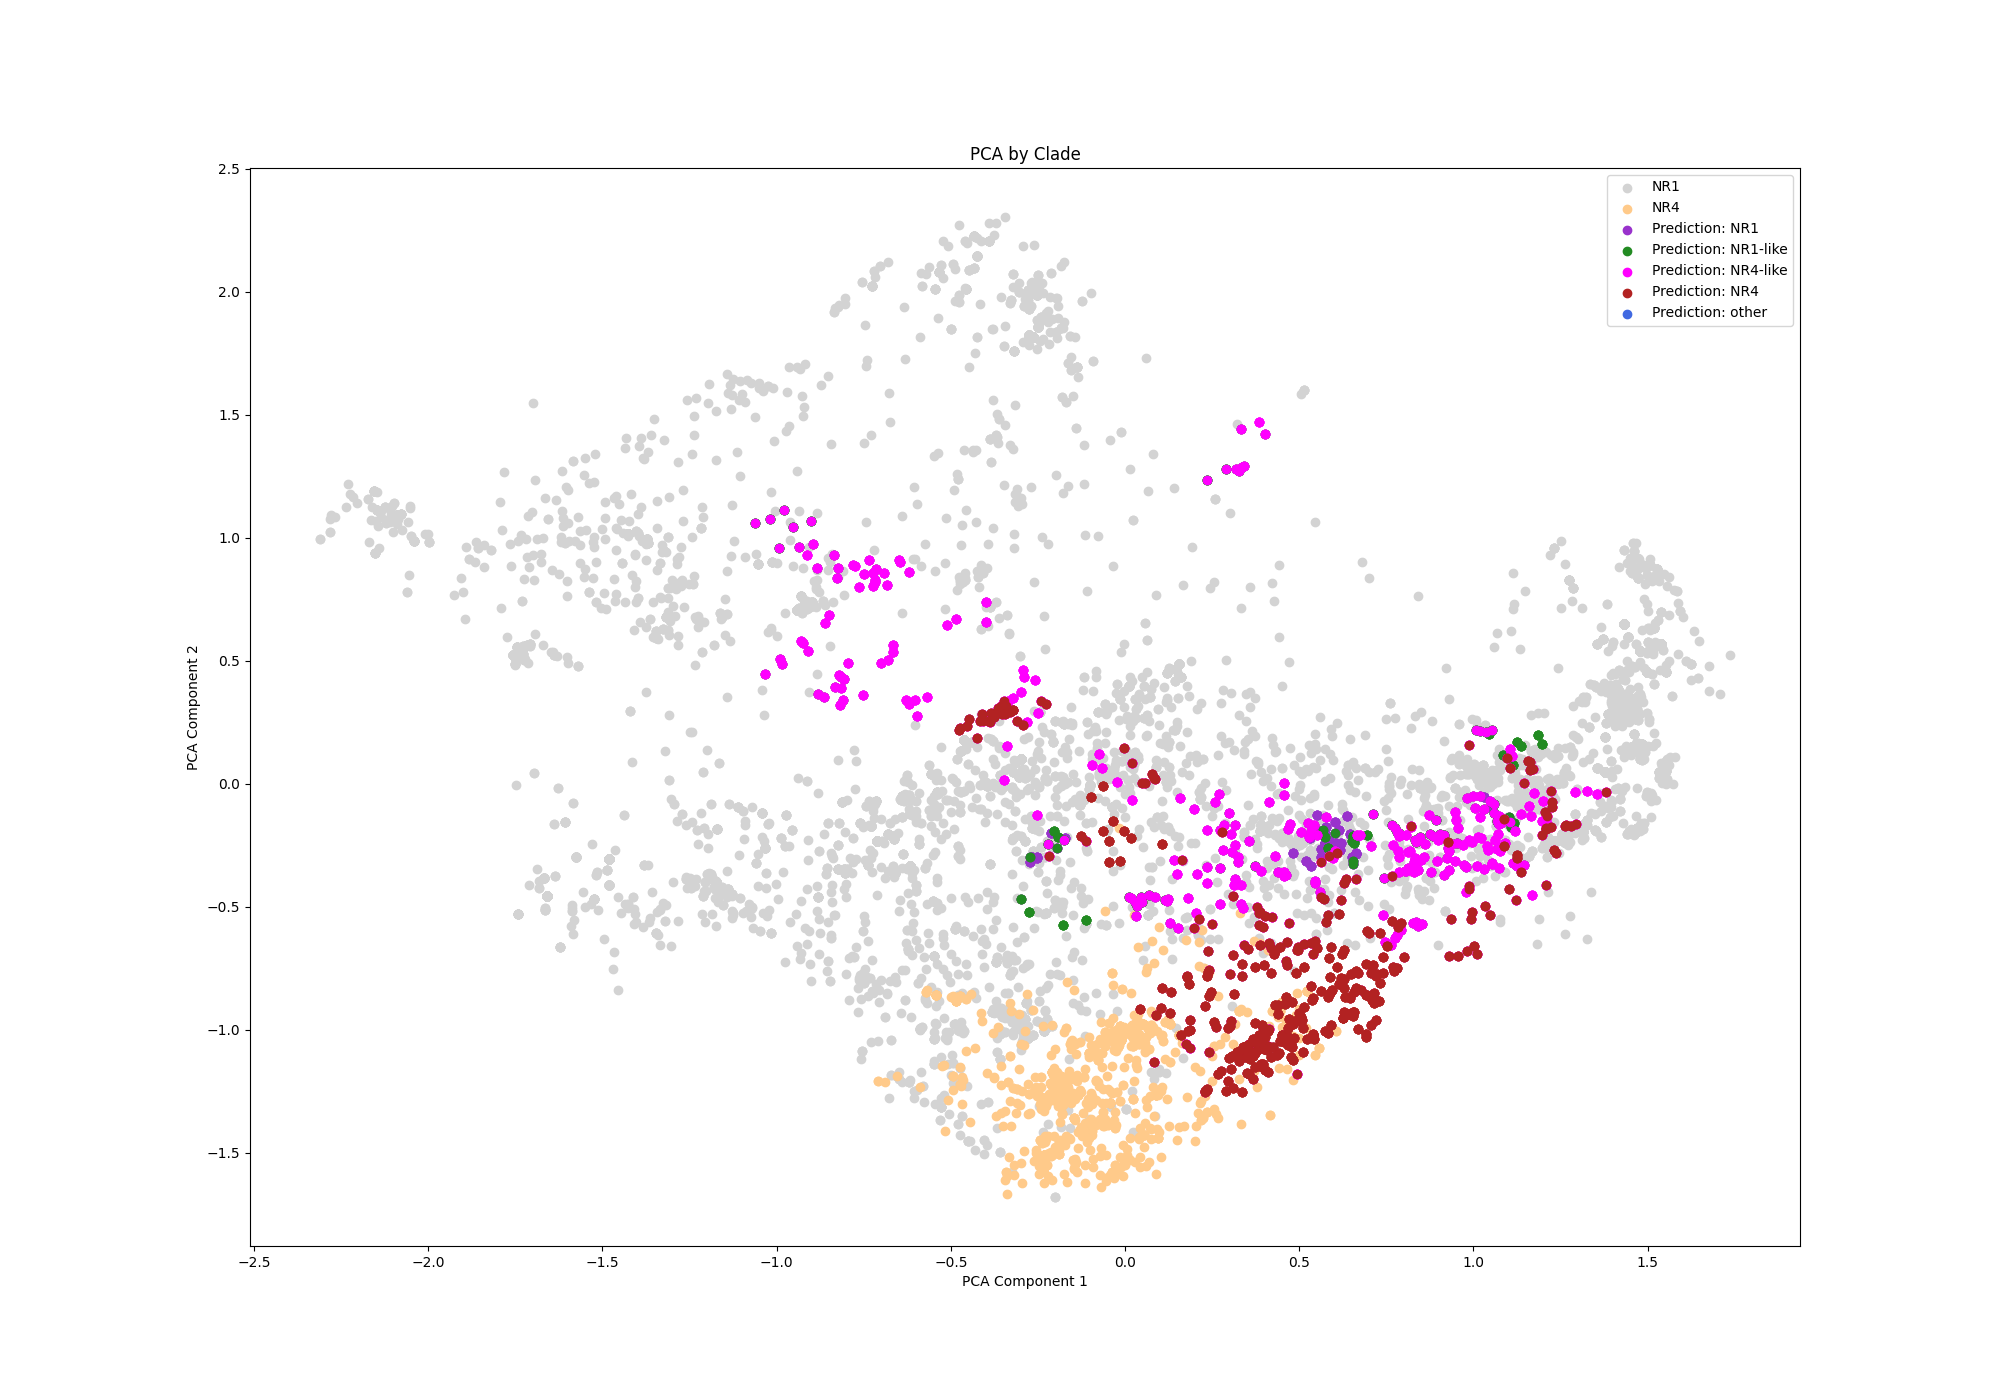 PCA by Clade
2.5
2.0
1.5
1.0
0.5
0.0
−0.5
−1.0
−1.5
PCA Component 2
−2.5
−2.0
−1.5
−1.0
−0.5
0.0
0.5
1.0
1.5
PCA Component 1
NR1
NR4
Prediction: NR1
Prediction: NR1-like
Prediction: NR4-like
Prediction: NR4
Prediction: other